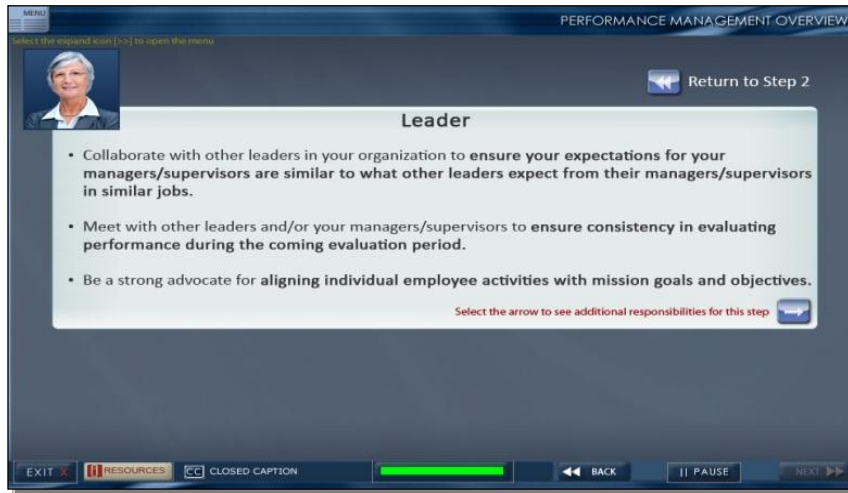 MENU
PERFORMANCE MANAGEMENT OVERVIEW
Select the expand icon [>>] to open the menu
Return to Step 2
Leader
• Collaborate with other leaders in your organization to ensure your expectations for your
managers/supervisors are similar to what other leaders expect from their managers/supervisors
in similar jobs.
• Meet with other leaders and/or your managers/supervisors to ensure consistency in evaluating
performance during the coming evaluation period.
• Be a strong advocate for aligning individual employee activities with mission goals and objectives.
Select the arrow to see additional responsibilities for this step
EXIT X [i] RESOURCES CC CLOSED CAPTION BACK || PAUSE NEXT